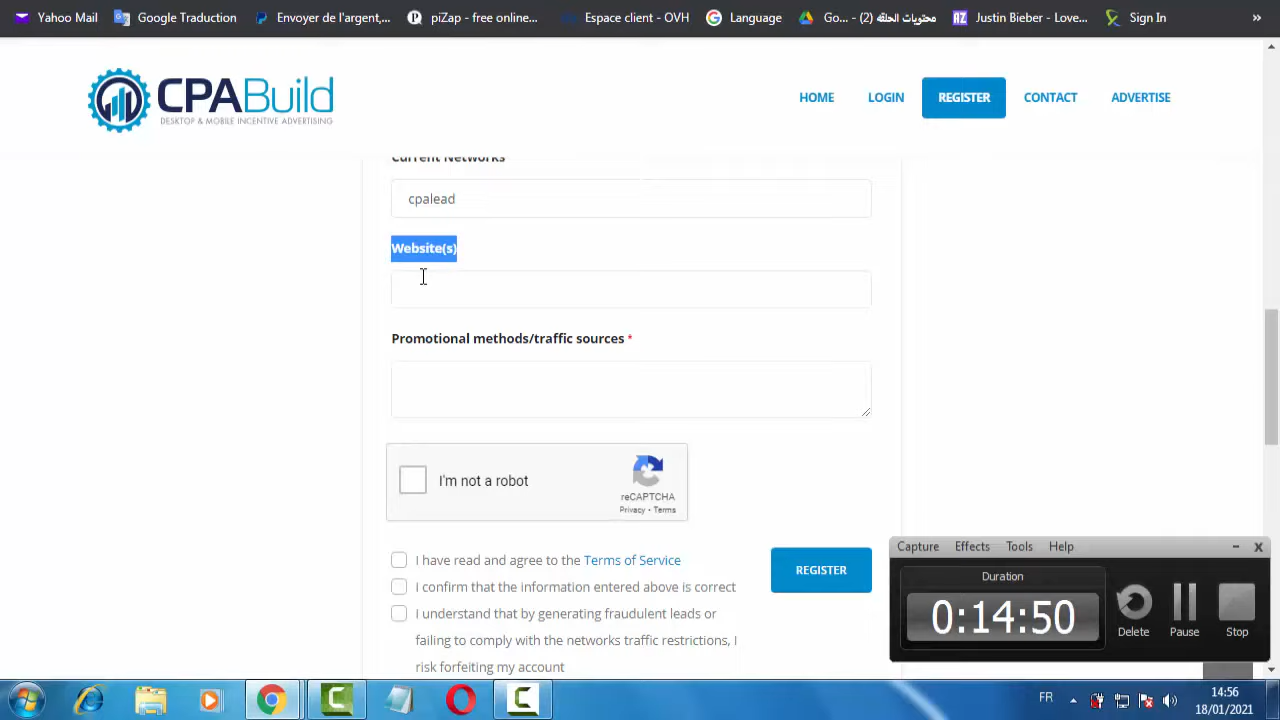 Yahoo Mail
Google Traduction
Envoyer de l'argent,...
piZap - free online...
Espace client - OVH
Language
محتويات الحلقة (2) - Go...
Justin Bieber - Love...
Sign In
»
CPABuild
DESKTOP & MOBILE INCENTIVE ADVERTISING
HOME
LOGIN
REGISTER
CONTACT
ADVERTISE
Current Networks
cpalead
Website(s)
Promotional methods/traffic sources *
I'm not a robot
reCAPTCHA
Privacy - Terms
I have read and agree to the Terms of Service
I confirm that the information entered above is correct
I understand that by generating fraudulent leads or
failing to comply with the networks traffic restrictions, I
risk forfeiting my account
REGISTER
Capture Effects Tools Help
Duration
0:14:50
Delete
Pause
Stop
FR
14:56
18/01/2021